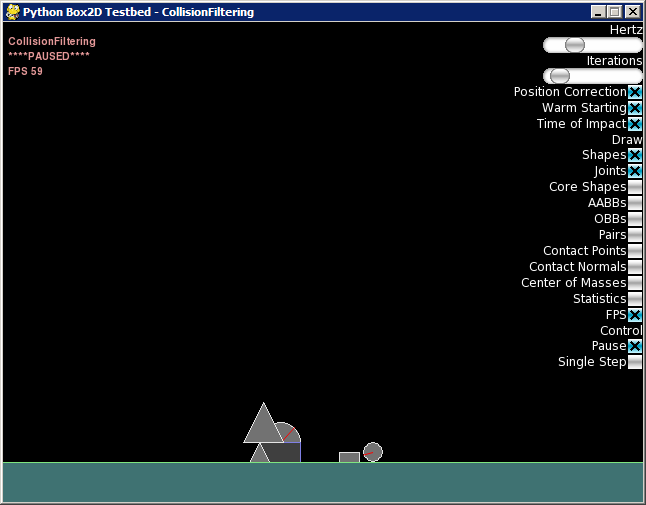 Python Box2D Testbed - CollisionFiltering
CollisionFiltering
****PAUSED****
FPS 59
Hertz
Iterations
Position Correction
Warm Starting
Time of Impact
Draw
Shapes
Joints
Core Shapes
AABBs
OBBs
Pairs
Contact Points
Contact Normals
Center of Masses
Statistics
FPS
Control
Pause
Single Step